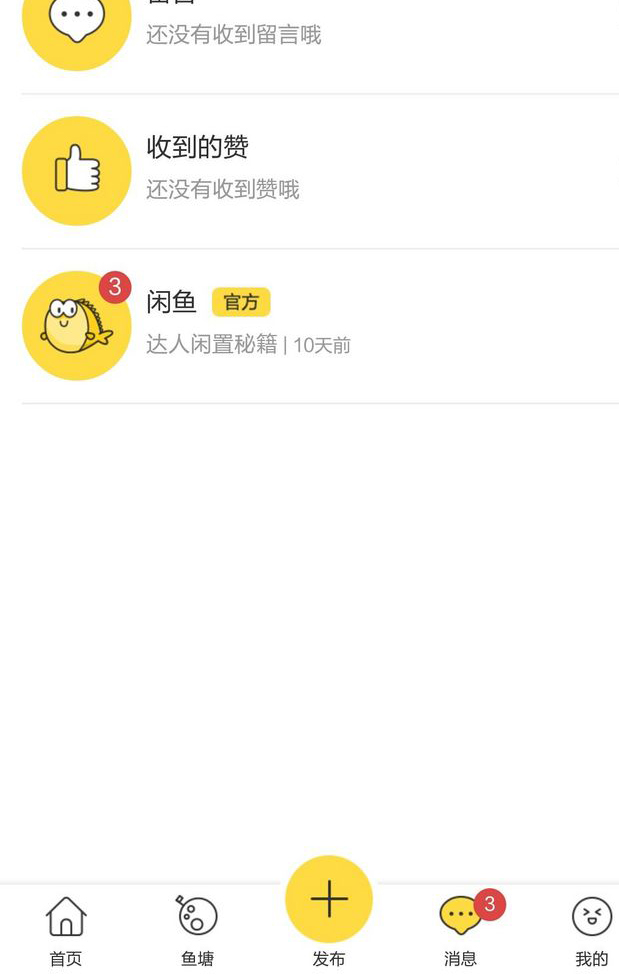 还没有收到留言哦
收到的赞
还没有收到赞哦
3
闲鱼 官方
达人闲置秘籍 | 10天前
3
首页 鱼塘 发布 消息 我的